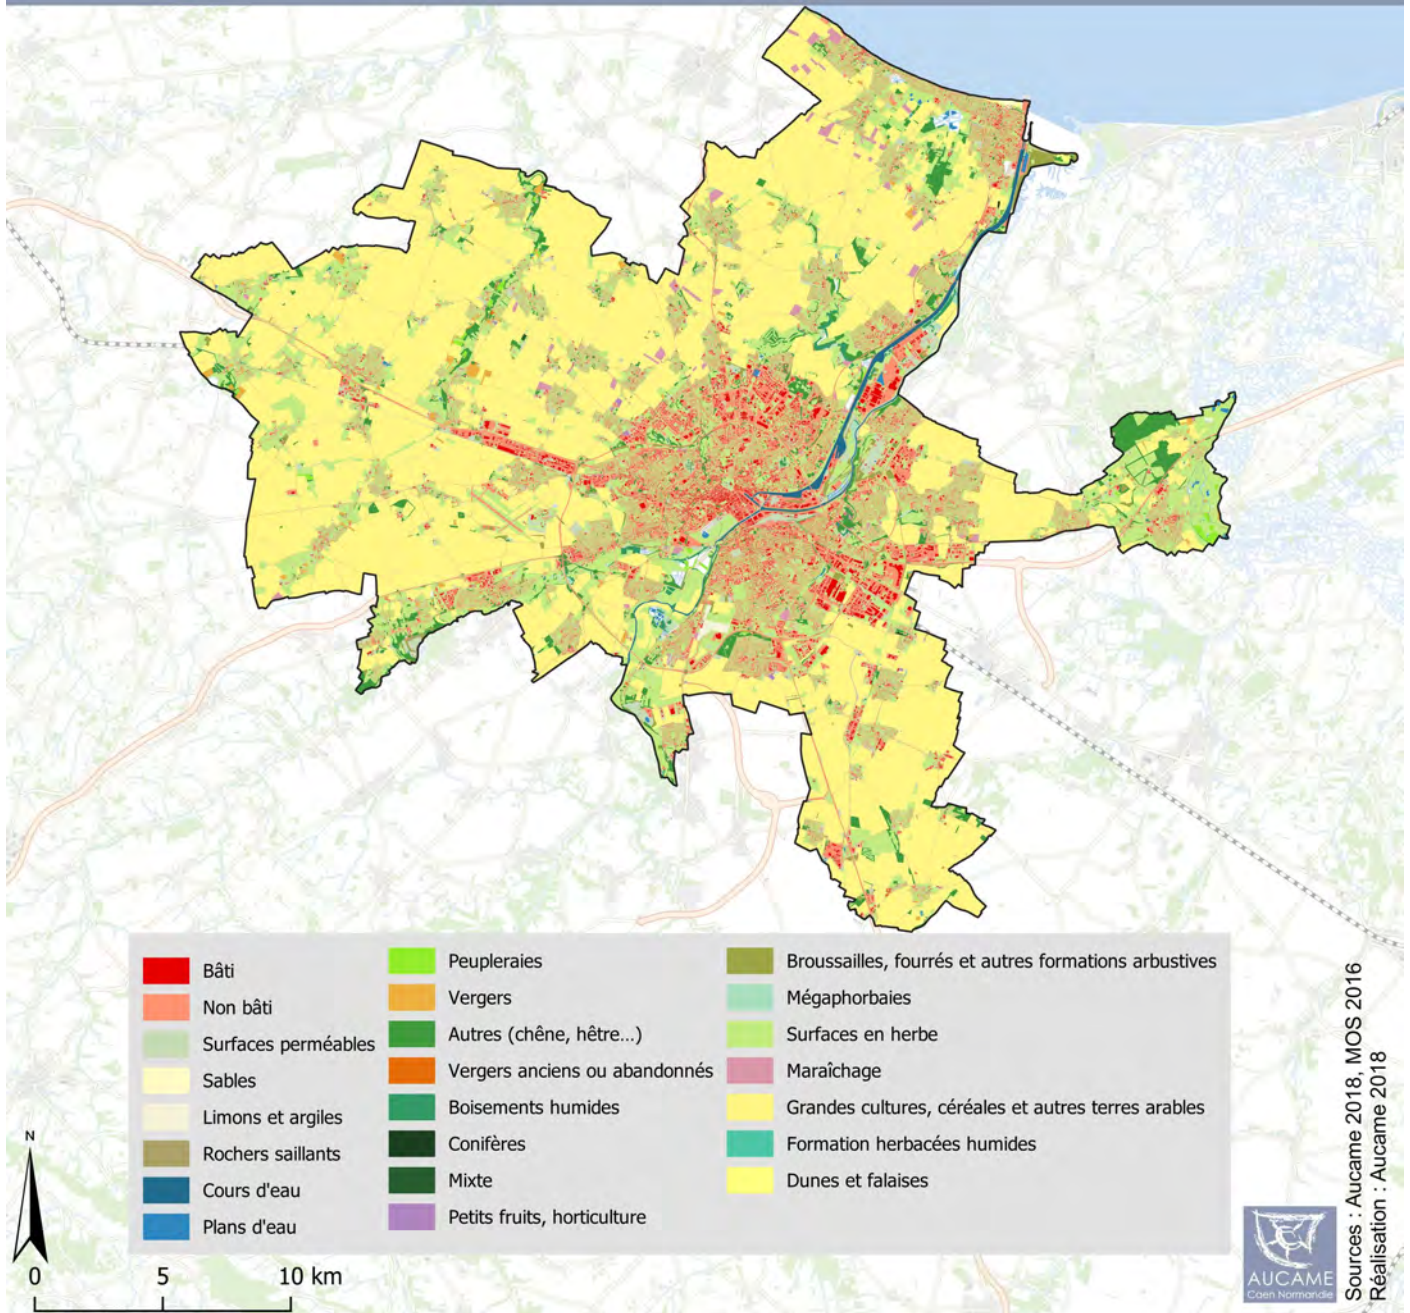 Bâti
Non bâti
Surfaces perméables
Sables
Limons et argiles
Rochers saillants
Cours d'eau
Plans d'eau
Peupleraies
Vergers
Autres (chêne, hêtre...)
Vergers anciens ou abandonnés
Boisements humides
Conifères
Mixte
Petits fruits, horticulture
Broussailles, fourrés et autres formations arbustives
Mégaphorbaies
Surfaces en herbe
Maraîchage
Grandes cultures, céréales et autres terres arables
Formation herbacées humides
Dunes et falaises
N
0 5 10 km
AUCAME
Caen Normandie
Sources : Aucame 2018, MOS 2016
Réalisation : Aucame 2018